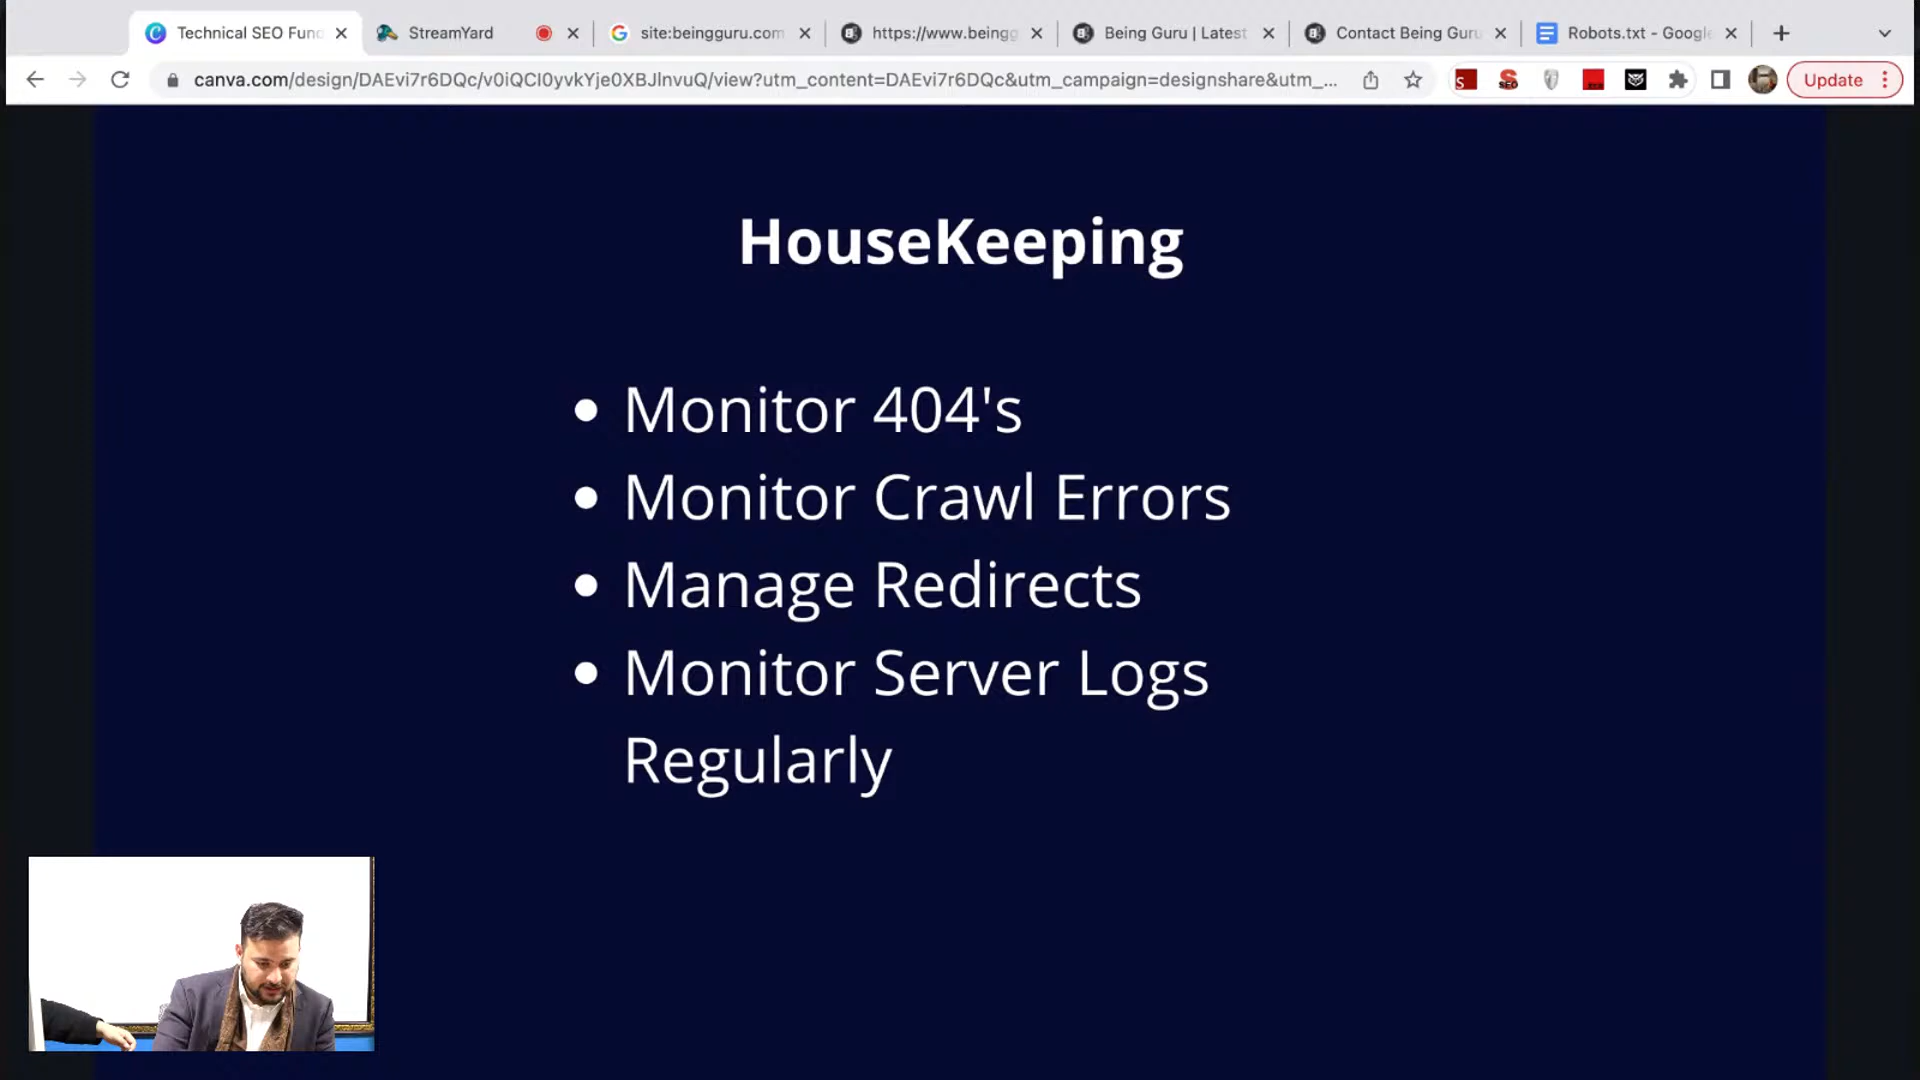 Technical SEO Fund
StreamYard
site:beingguru.com
https://www.beingg
Being Guru | Latest
Contact Being Guru
Robots.txt - Google
canva.com/design/DAEvi7r6DQc/v0iQCI0yvkYje0XBJlnvuQ/view?utm_content=DAEvi7r6DQc&utm_campaign=designshare&utm_...
SEO
Update
HouseKeeping
• Monitor 404's
• Monitor Crawl Errors
• Manage Redirects
• Monitor Server Logs
Regularly